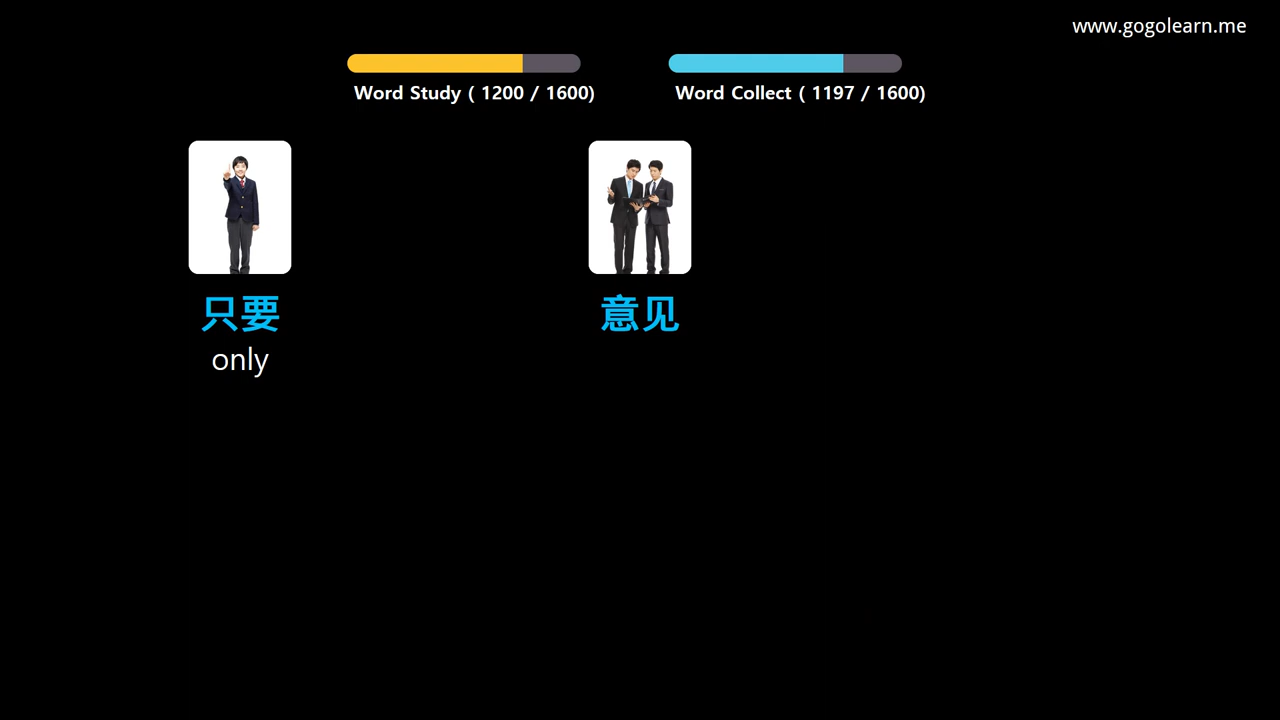 www.gogolearn.me
Word Study ( 1200 / 1600)
Word Collect ( 1197 / 1600)
只要
only
意见